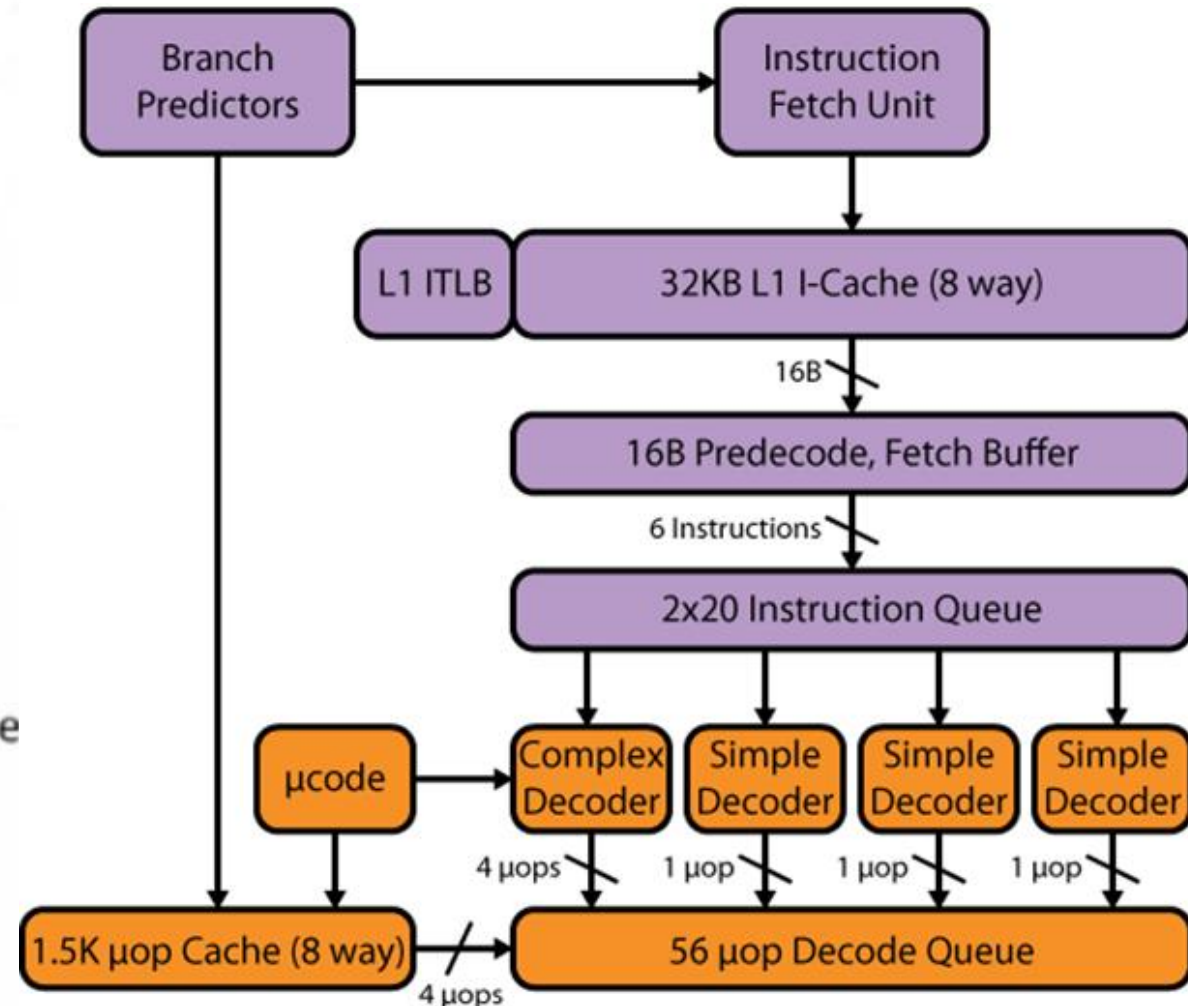 Branch
Predictors
Instruction
Fetch Unit
L1 ITLB
32KB L1 I-Cache (8 way)
16B
16B Predecode, Fetch Buffer
6 Instructions
2x20 Instruction Queue
e
µcode
Complex
Decoder
Simple
Decoder
Simple
Decoder
Simple
Decoder
4 µops
1 µop
1 µop
1 µop
1.5K µop Cache (8 way)
4 µops
56 µop Decode Queue